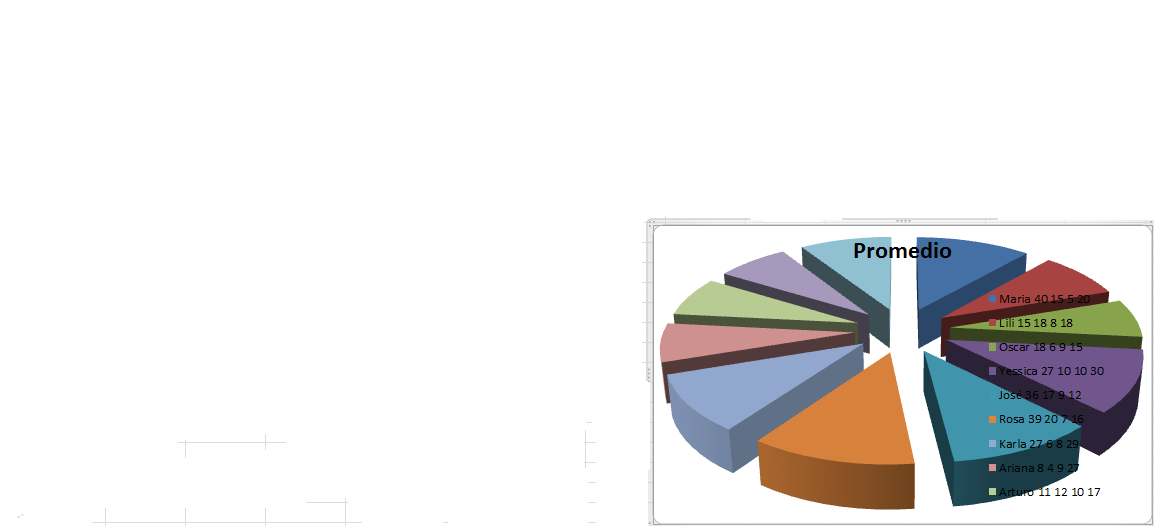 Promedio
Maria 40 15 5 20
Lili 15 18 8 18
Oscar 18 6 9 15
Yessica 27 10 10 30
José 36 17 9 12
Rosa 39 20 7 16
Karla 27 6 8 29
Ariana 8 4 9 27
Arturo 11 12 10 17